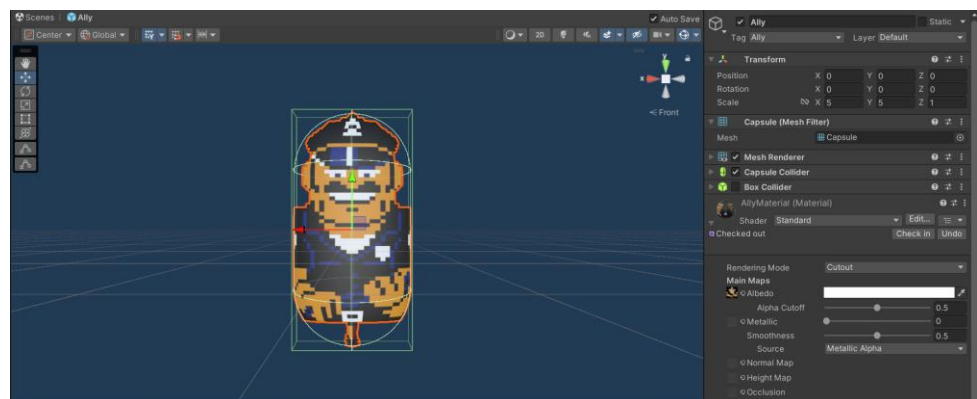 Scenes | Ally
Auto Save
Center
Global
2D
y
x
Front
Ally
Static
Tag Ally
Layer Default
Transform
Position X 0 Y 0 Z 0
Rotation X 0 Y 0 Z 0
Scale X 5 Y 5 Z 1
Capsule (Mesh Filter)
Mesh Capsule
Mesh Renderer
Capsule Collider
Box Collider
AllyMaterial (Material)
Shader Standard Edit...
Checked out Check in Undo
Rendering Mode Cutout
Main Maps
Albedo
Alpha Cutoff 0.5
Metallic 0
Smoothness 0.5
Source Metallic Alpha
Normal Map
Height Map
Occlusion